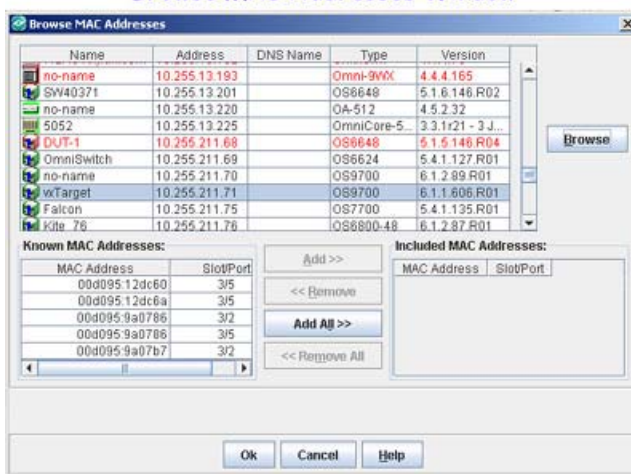 Browse MAC Addresses
Name Address DNS Name Type Version
no-name 10.255.13.193 Omni-9WX 4.4.4.165
SW40371 10.255.13.201 OS6648 5.1.6.146.R02
no-name 10.255.13.220 OA-512 4.5.2.32
5052 10.255.13.225 OmniCore-5... 3.3.1r21 - 3 J...
DUT-1 10.255.211.68 OS6648 5.1.5.146.R04
OmniSwitch 10.255.211.69 OS6624 5.4.1.127.R01
no-name 10.255.211.70 OS9700 6.1.2.89.R01
vxTarget 10.255.211.71 OS9700 6.1.1.606.R01
Falcon 10.255.211.75 OS7700 5.4.1.135.R01
Kite_76 10.255.211.76 OS6800-48 6.1.2.87.R01
Browse
Known MAC Addresses:
MAC Address Slot/Port
00d095:12dc60 3/5
00d095:12dc6a 3/5
00d095:9a0786 3/2
00d095:9a0786 3/5
00d095:9a07b7 3/2
Add >>
<< Remove
Add All >>
<< Remove All
Included MAC Addresses:
MAC Address Slot/Port
Ok Cancel Help